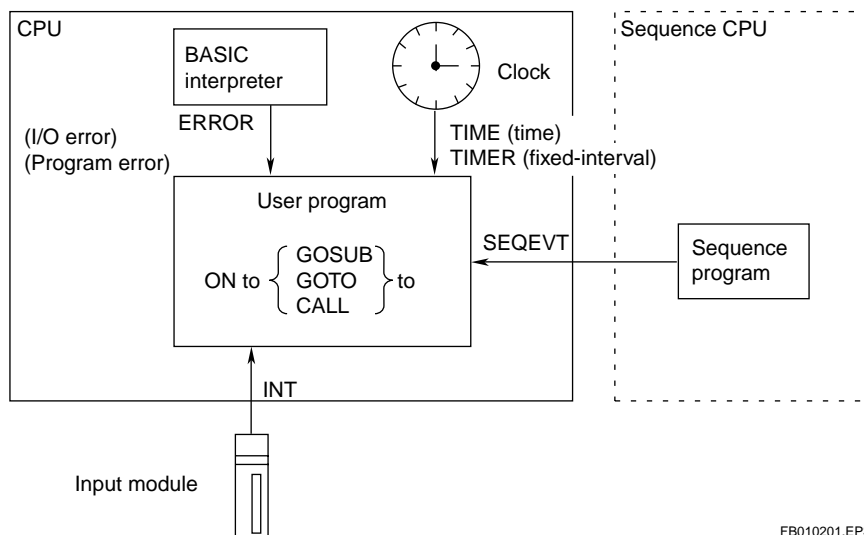 CPU
Sequence CPU
BASIC
interpreter
Clock
ERROR
(I/O error)
(Program error)
TIME (time)
TIMER (fixed-interval)
User program
ON to { GOSUB
GOTO
CALL } to
SEQEVT
Sequence
program
INT
Input module
FB010201.EP